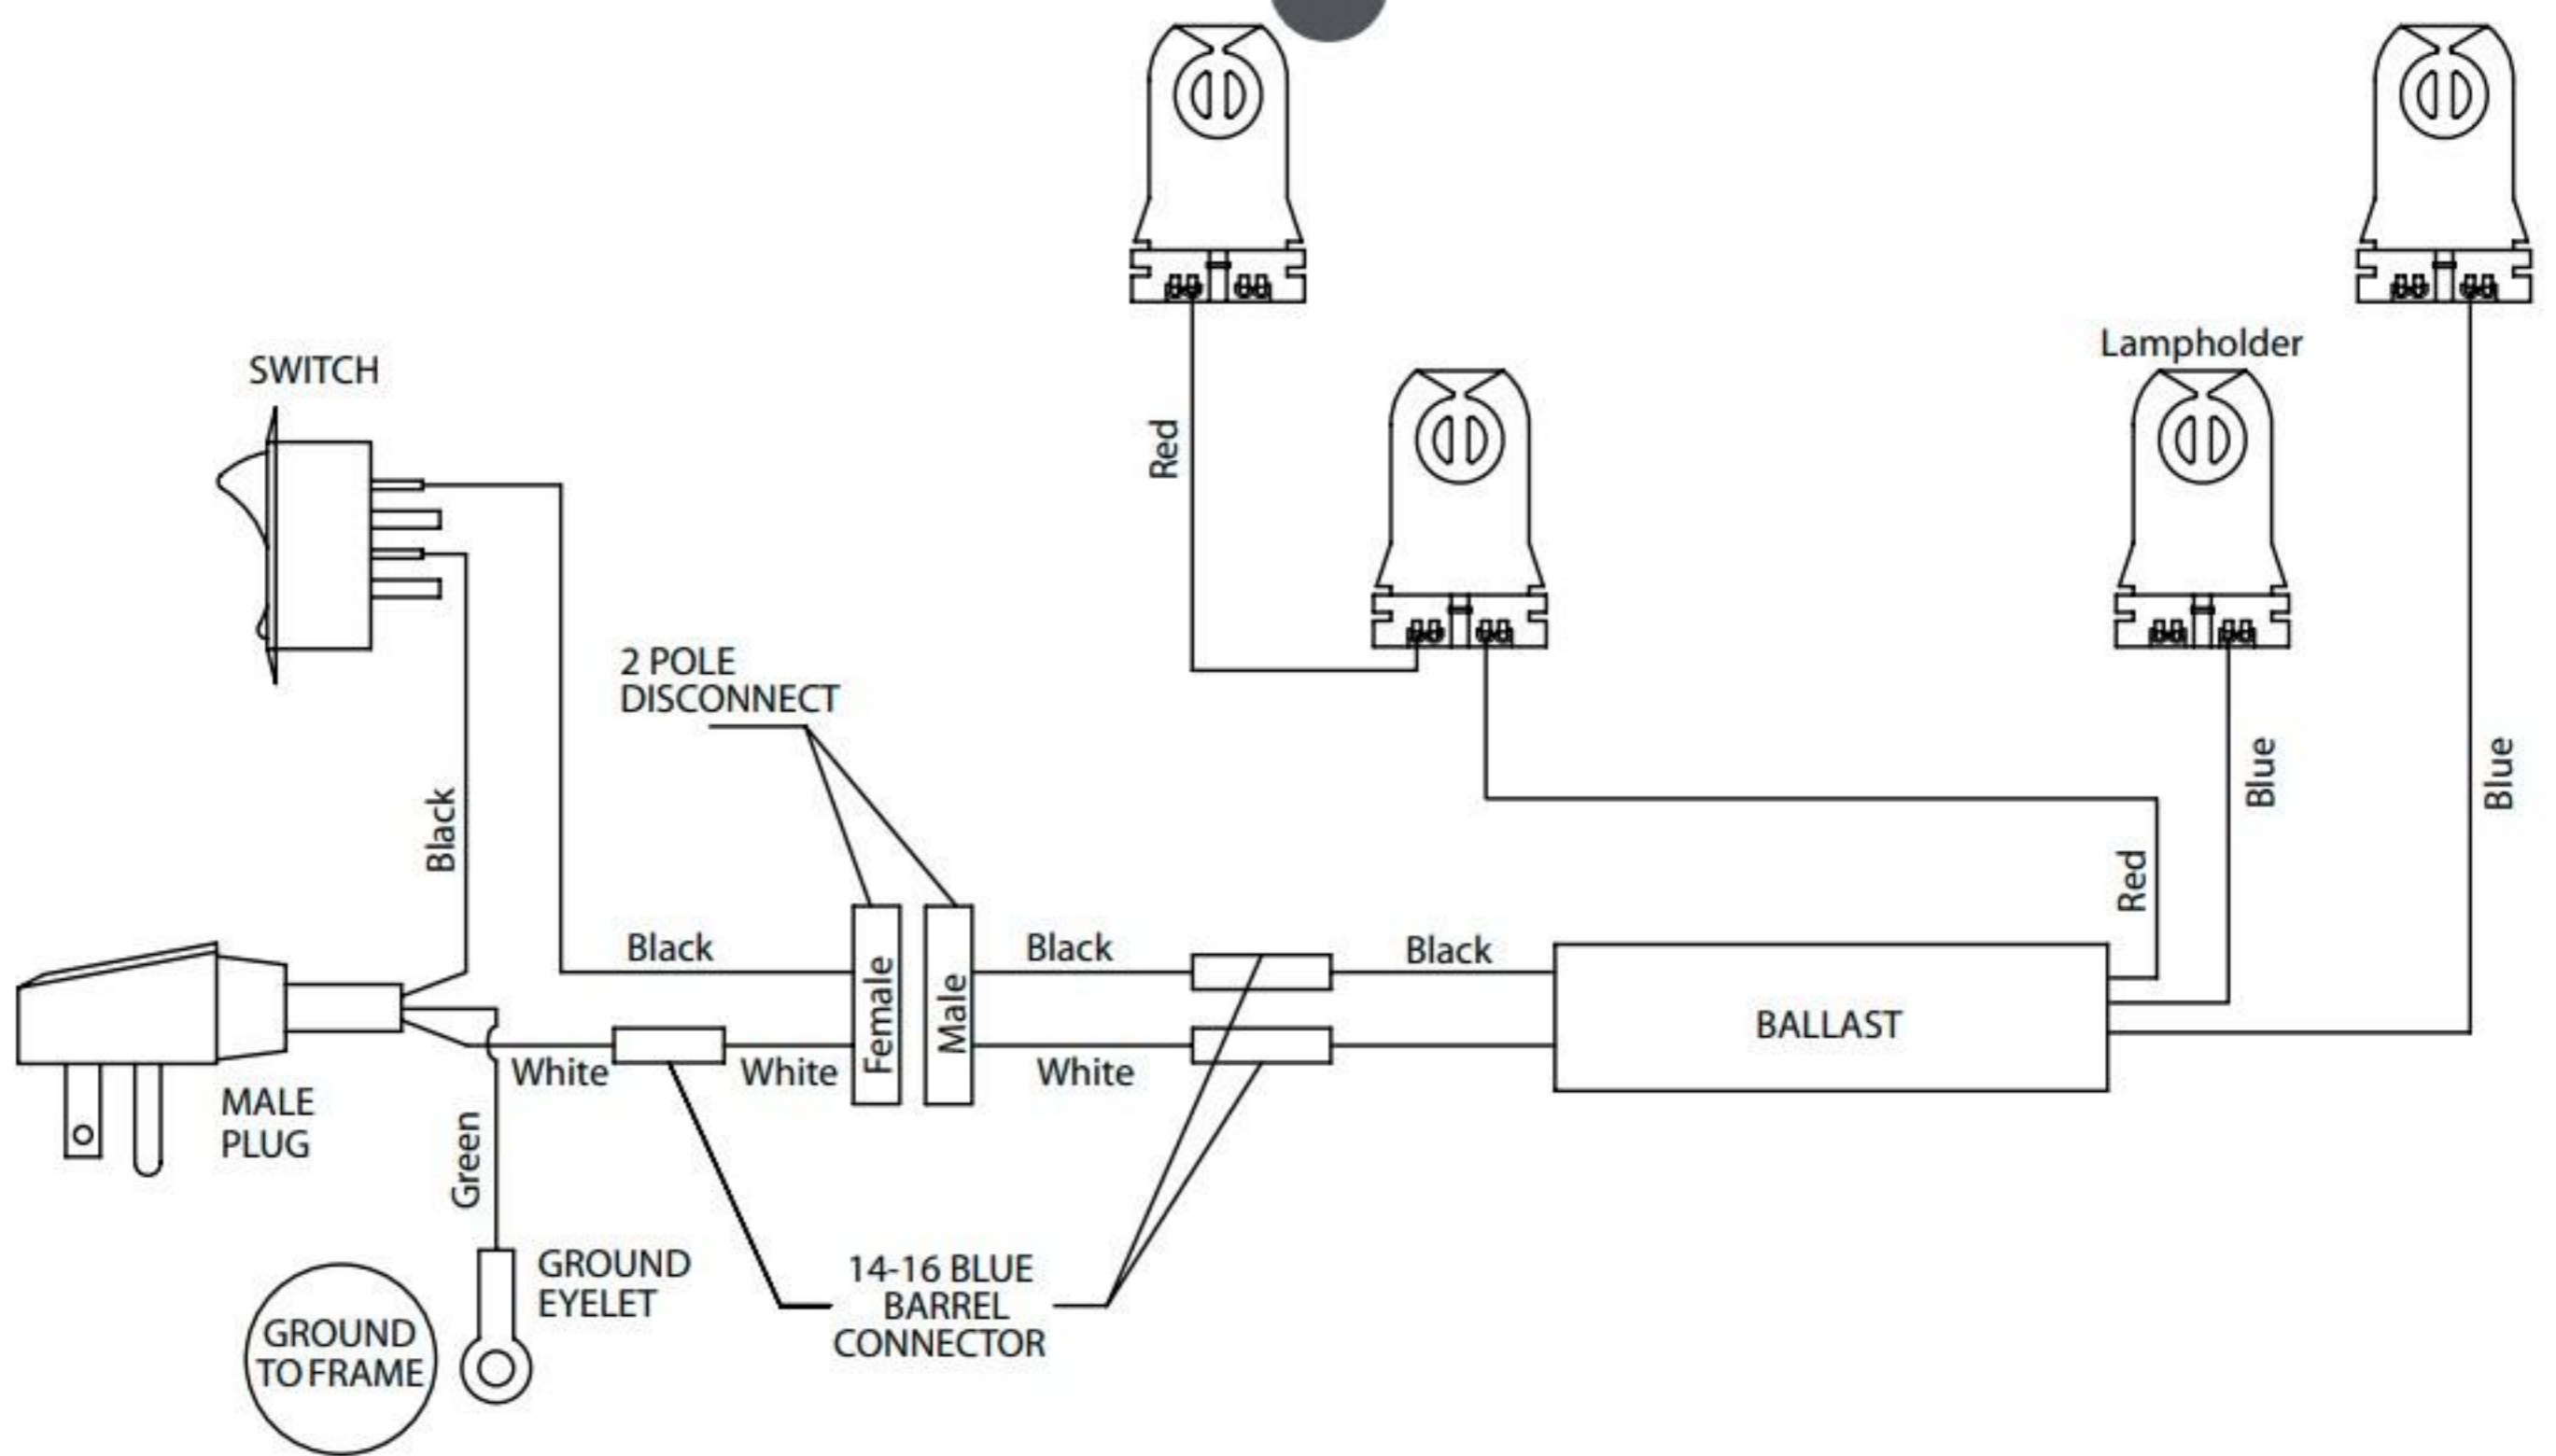 SWITCH
Lampholder
Red
2 POLE
DISCONNECT
Black
Blue
Blue
Red
Black
Female
Male
Black
Black
BALLAST
White
White
White
MALE
PLUG
Green
GROUND
EYELET
14-16 BLUE
BARREL
CONNECTOR
GROUND
TO FRAME